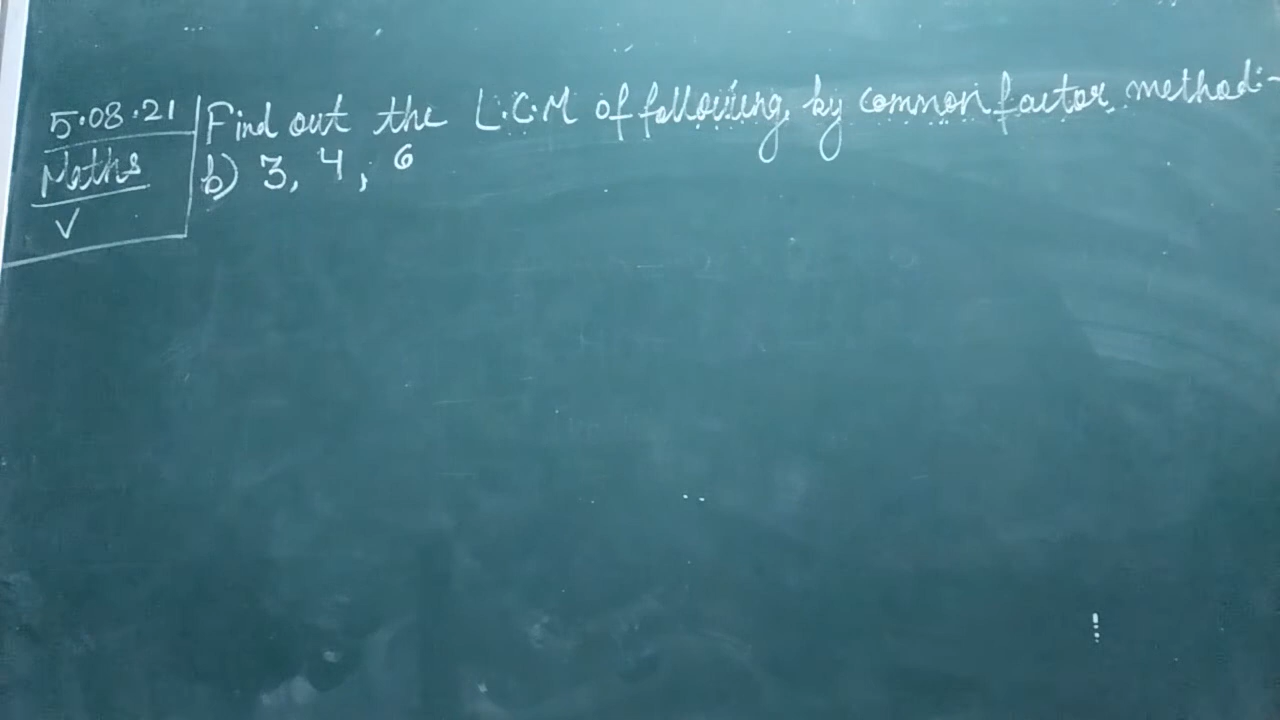 5.08.21
Maths
V
Find out the L.C.M of following by common factor method:-
b) 3, 4, 6